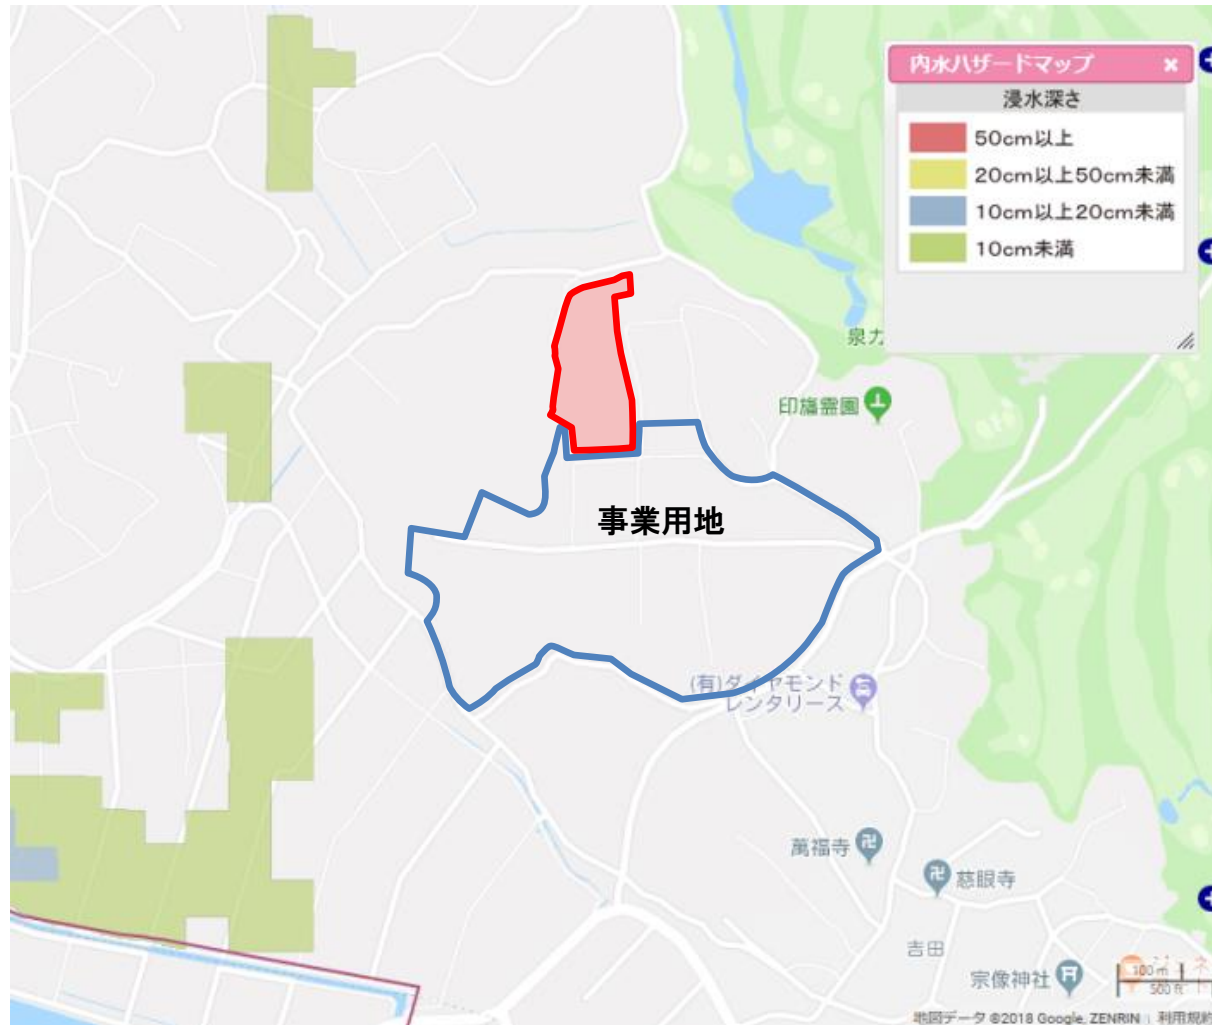 内水ハザードマップ ×
浸水深さ
50cm以上
20cm以上50cm未満
10cm以上20cm未満
10cm未満
泉カ
印旛霊園
事業用地
(有)ダイヤモンド
レンタリース
萬福寺
慈眼寺
吉田
宗像神社
100 m
500 ft
地図データ ©2018 Google, ZENRIN
利用規約